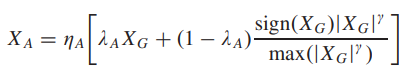 X_A = η_A [ λ_A X_G + (1 − λ_A) sign(X_G)|X_G|^ν / max(|X_G|^ν) ]